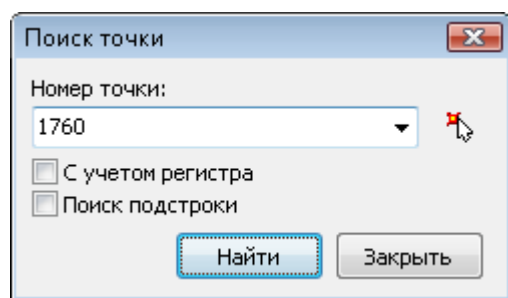 Поиск точки
Номер точки:
1760
С учетом регистра
Поиск подстроки
Найти Закрыть